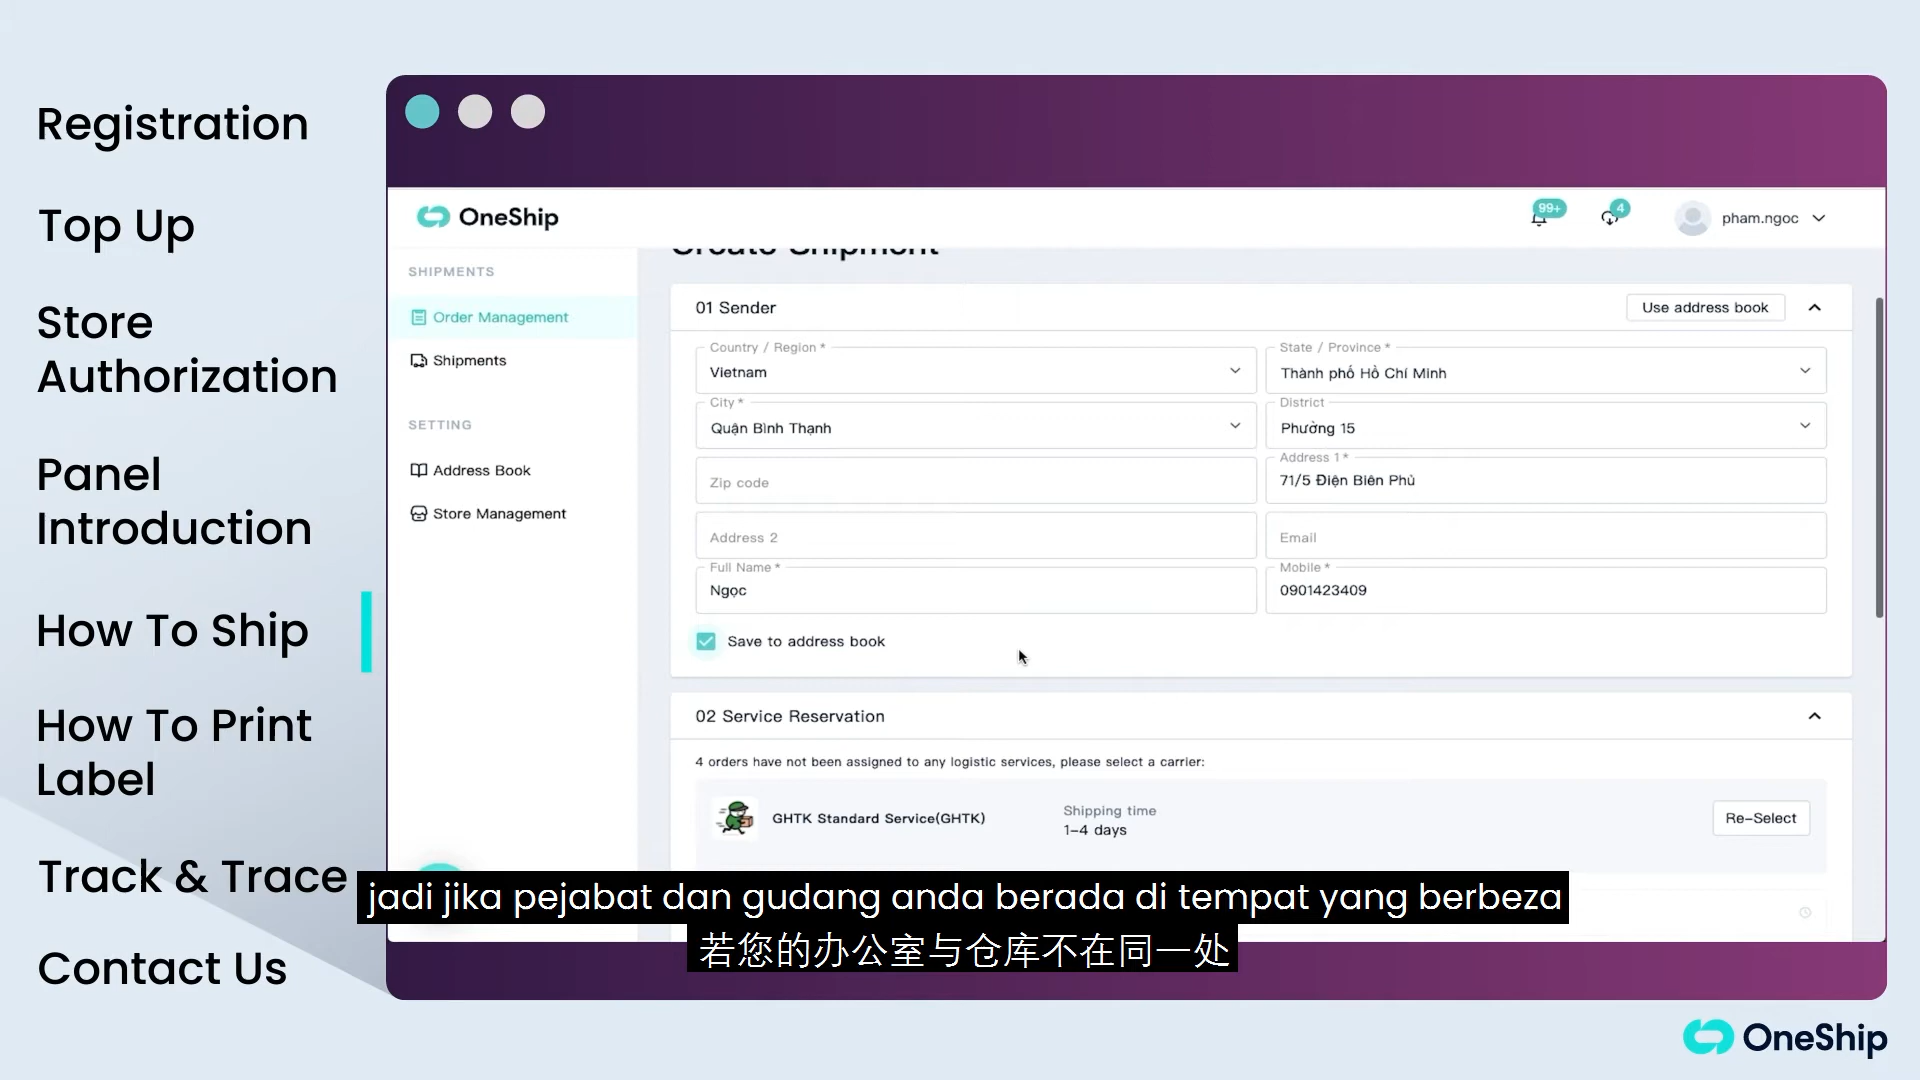 Registration
Top Up
Store
Authorization
Panel
Introduction
How To Ship
How To Print
Label
Track & Trace
Contact Us
OneShip
99+
4
pham.ngoc
SHIPMENTS
Order Management
Shipments
SETTING
Address Book
Store Management
Create Shipment
01 Sender
Use address book
Country / Region *
Vietnam
State / Province *
Thành phố Hồ Chí Minh
City *
Quận Bình Thạnh
District
Phường 15
Zip code
Address 1 *
71/5 Điện Biên Phủ
Address 2
Email
Full Name *
Ngọc
Mobile *
0901423409
Save to address book
02 Service Reservation
4 orders have not been assigned to any logistic services, please select a carrier:
GHTK Standard Service(GHTK)
Shipping time
1-4 days
Re-Select
jadi jika pejabat dan gudang anda berada di tempat yang berbeza
若您的办公室与仓库不在同一处
OneShip